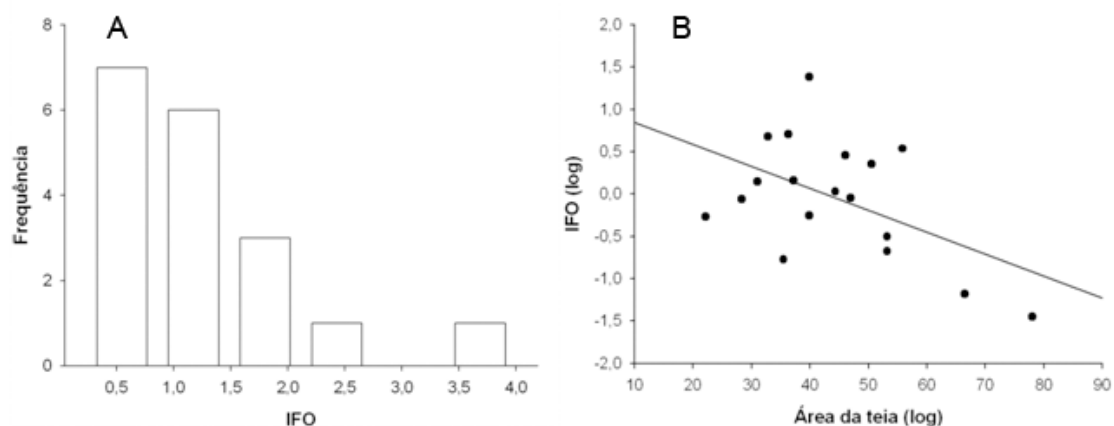 A
Frequência
8
6
4
2
0
0,5 1,0 1,5 2,0 2,5 3,0 3,5 4,0
IFO
B
IFO (log)
2,0
1,5
1,0
0,5
0,0
-0,5
-1,0
-1,5
-2,0
10 20 30 40 50 60 70 80 90
Área da teia (log)